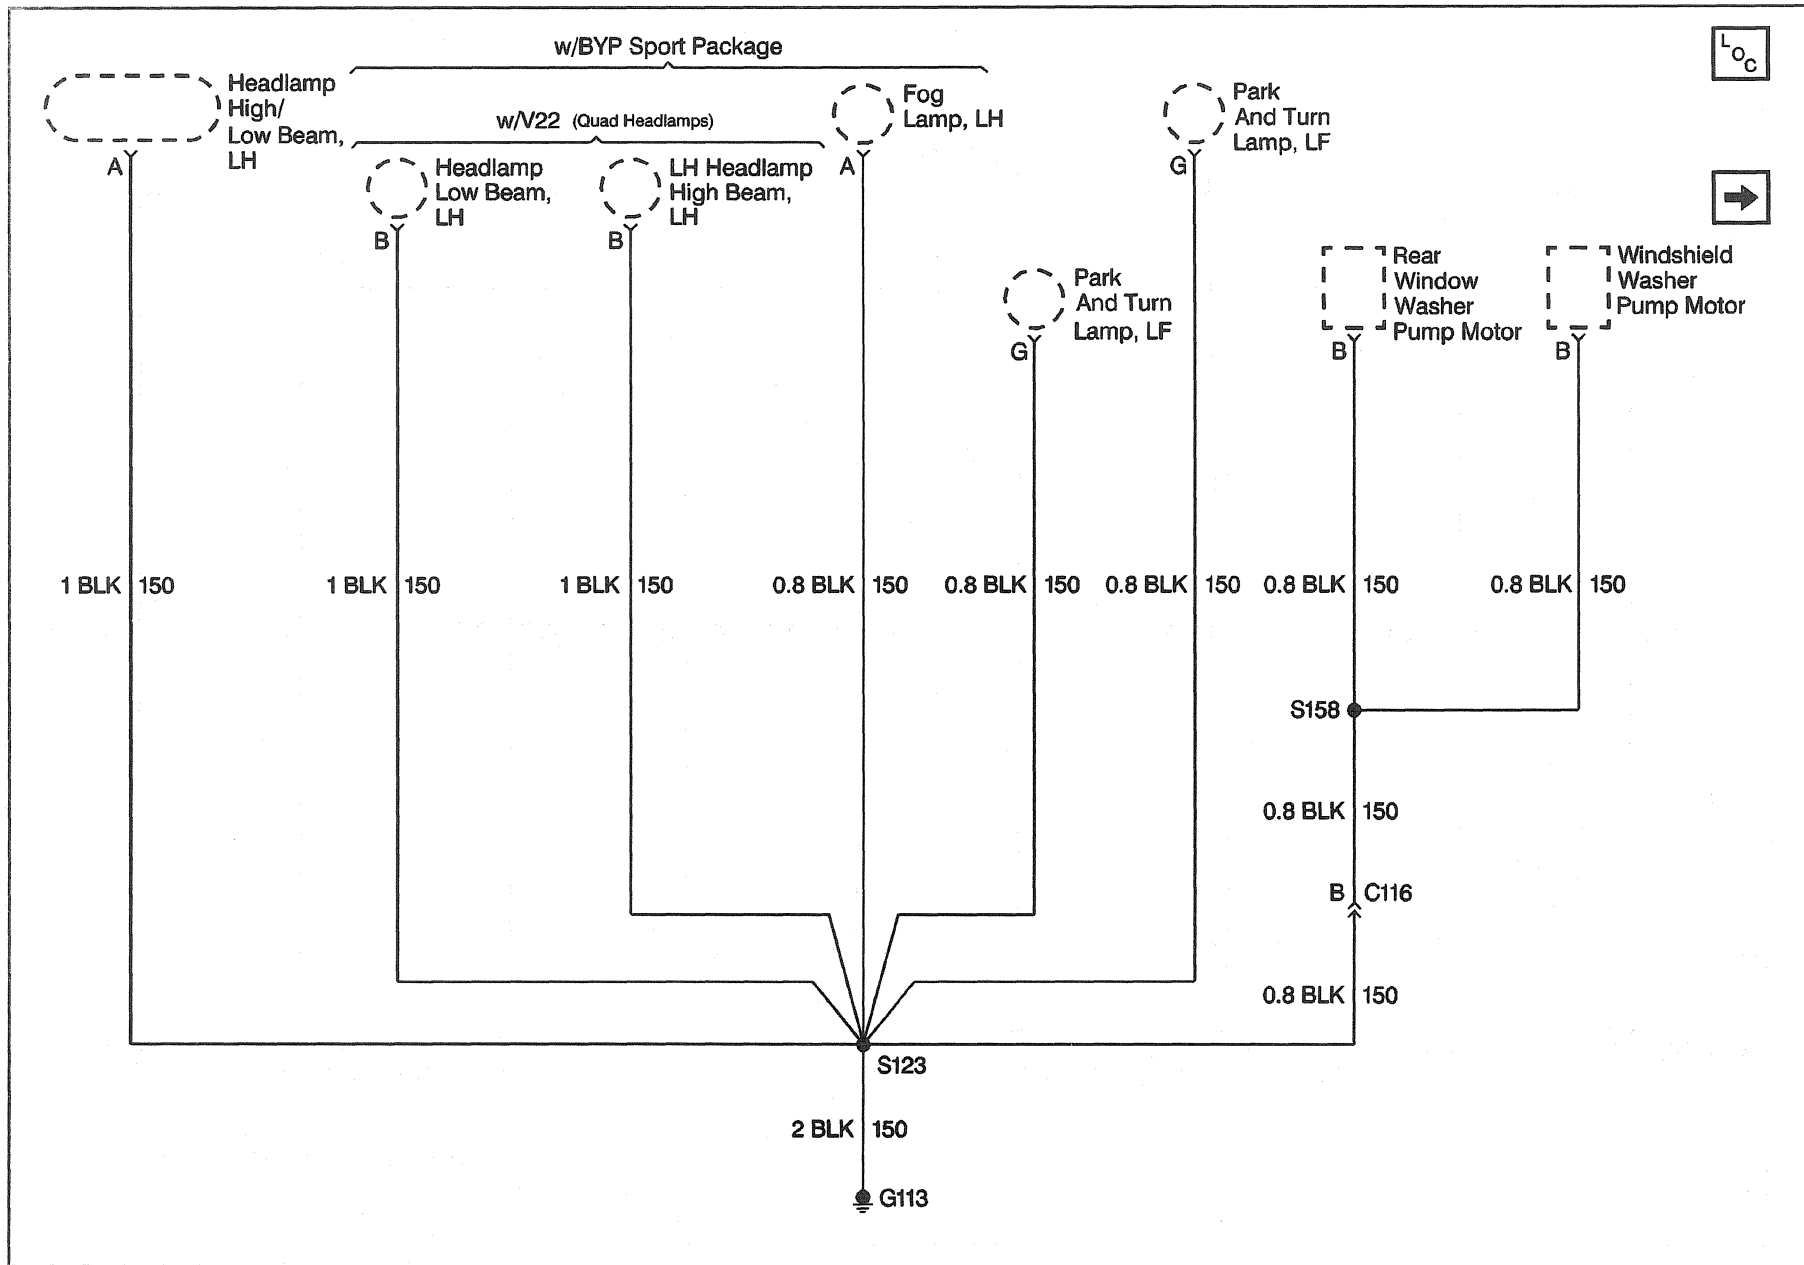 w/BYP Sport Package
Headlamp
High/
Low Beam,
LH
A
w/V22 (Quad Headlamps)
Headlamp
Low Beam,
LH
B
LH Headlamp
High Beam,
LH
B
Fog
Lamp, LH
A
Park
And Turn
Lamp, LF
G
Park
And Turn
Lamp, LF
G
Rear
Window
Washer
Pump Motor
B
Windshield
Washer
Pump Motor
B
LOC
1 BLK 150
1 BLK 150
1 BLK 150
0.8 BLK 150
0.8 BLK 150
0.8 BLK 150
0.8 BLK 150
0.8 BLK 150
S158
0.8 BLK 150
B C116
0.8 BLK 150
S123
2 BLK 150
G113